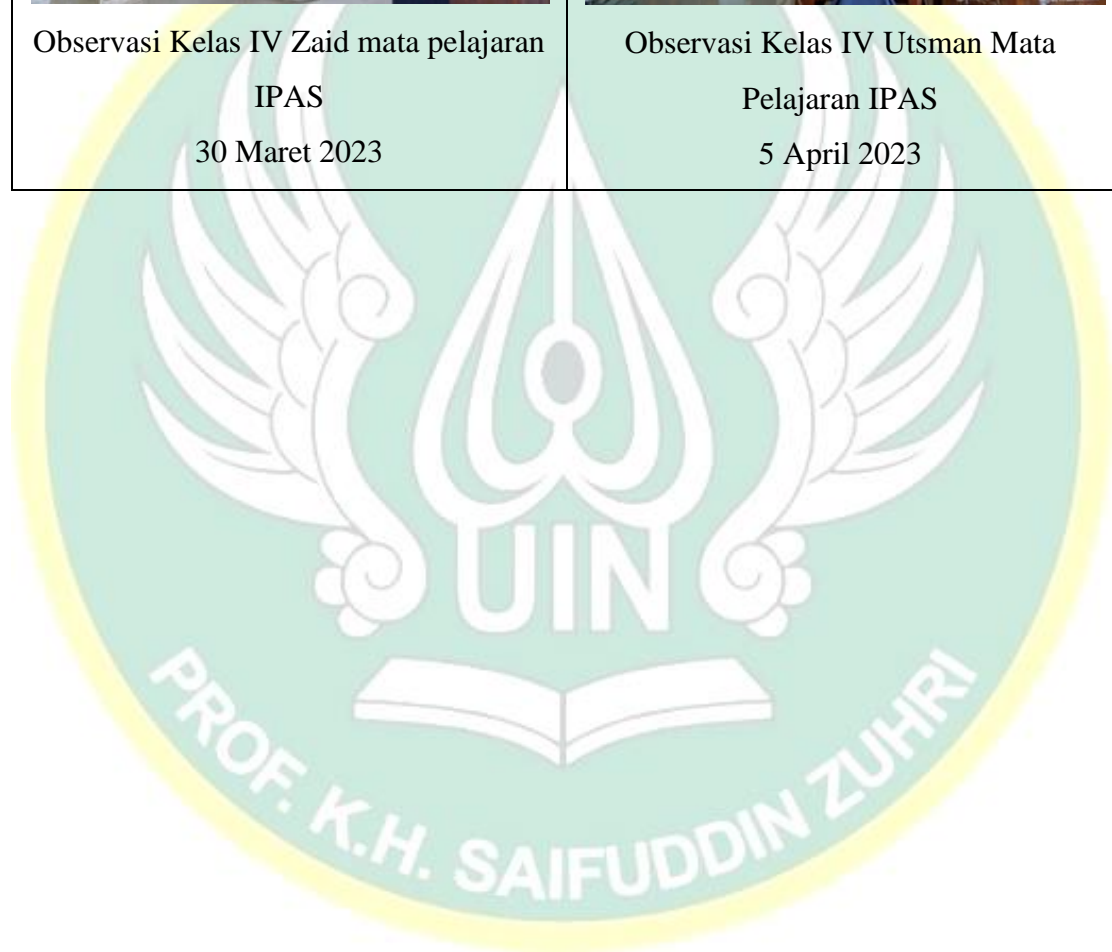 Observasi Kelas IV Zaid mata pelajaran
IPAS
30 Maret 2023
Observasi Kelas IV Utsman Mata
Pelajaran IPAS
5 April 2023
UIN
PROF. K.H. SAIFUDDIN ZUHRI